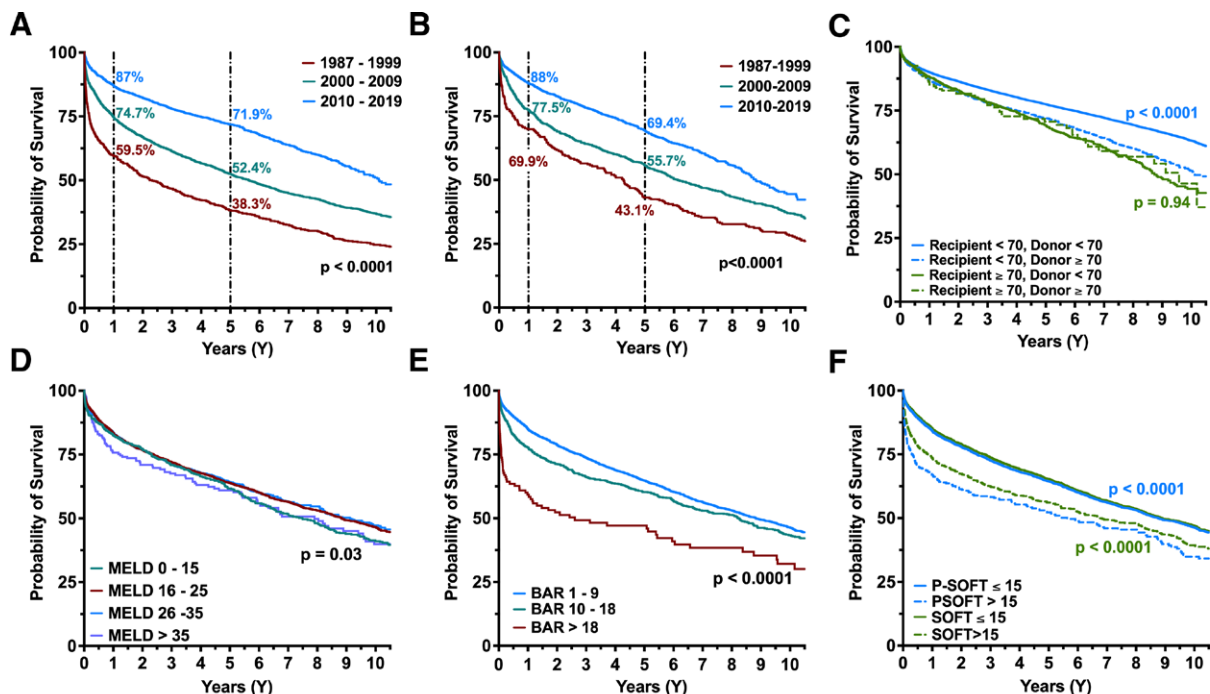 A
Probability of Survival
100
75
50
25
0
87%
74.7%
59.5%
71.9%
52.4%
38.3%
1987 - 1999
2000 - 2009
2010 - 2019
p < 0.0001
0 1 2 3 4 5 6 7 8 9 10
Years (Y)
B
Probability of Survival
100
75
50
25
0
88%
77.5%
69.9%
69.4%
55.7%
43.1%
1987-1999
2000-2009
2010-2019
p<0.0001
0 1 2 3 4 5 6 7 8 9 10
Years (Y)
C
Probability of Survival
100
75
50
25
0
p < 0.0001
p = 0.94
Recipient < 70, Donor < 70
Recipient < 70, Donor ≥ 70
Recipient ≥ 70, Donor < 70
Recipient ≥ 70, Donor ≥ 70
0 1 2 3 4 5 6 7 8 9 10
Years (Y)
D
Probability of Survival
100
75
50
25
0
p = 0.03
MELD 0 - 15
MELD 16 - 25
MELD 26 -35
MELD > 35
0 1 2 3 4 5 6 7 8 9 10
Years (Y)
E
Probability of Survival
100
75
50
25
0
p < 0.0001
BAR 1 - 9
BAR 10 - 18
BAR > 18
0 1 2 3 4 5 6 7 8 9 10
Years (Y)
F
Probability of Survival
100
75
50
25
0
p < 0.0001
p < 0.0001
P-SOFT ≤ 15
PSOFT > 15
SOFT ≤ 15
SOFT>15
0 1 2 3 4 5 6 7 8 9 10
Years (Y)